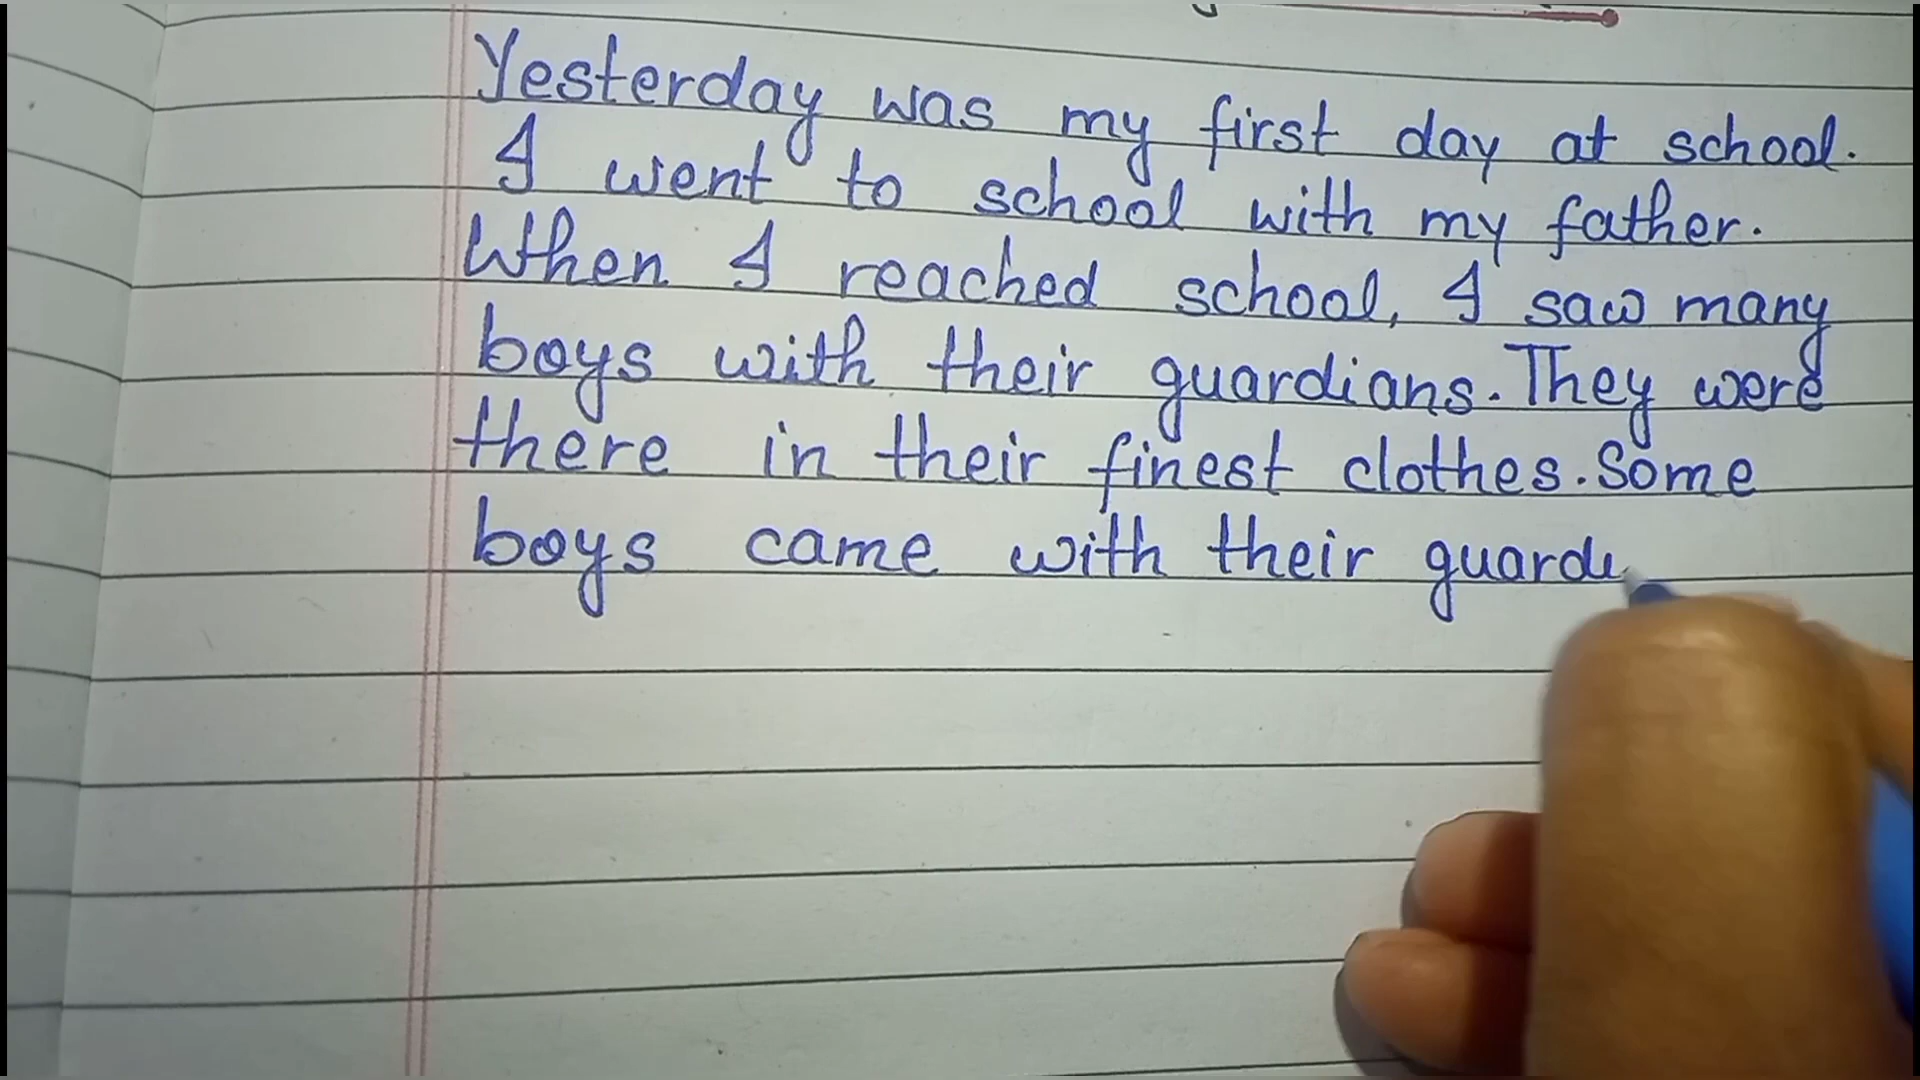 Yesterday was my first day at school.
I went to school with my father.
When I reached school, I saw many
boys with their guardians. They were
there in their finest clothes. Some
boys came with their guard